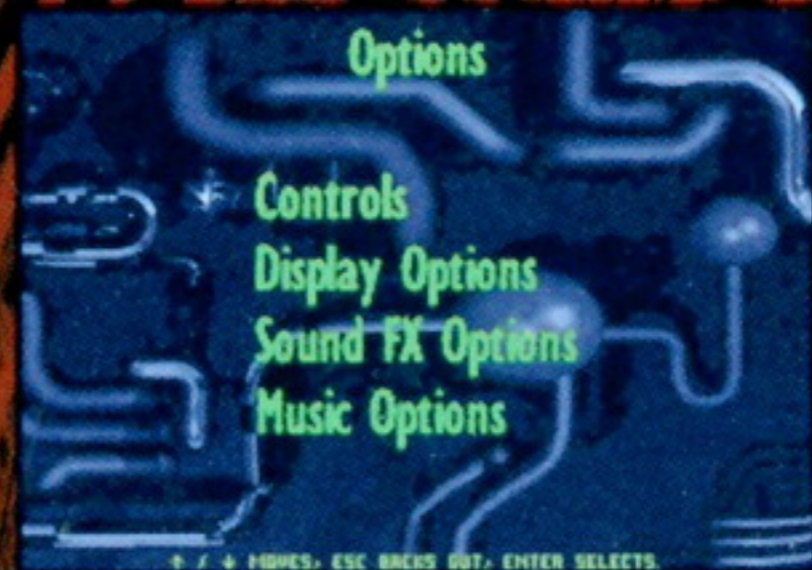 Options
Controls
Display Options
Sound FX Options
Music Options
↑ / ↓ MOVES, ESC BACKS OUT, ENTER SELECTS.